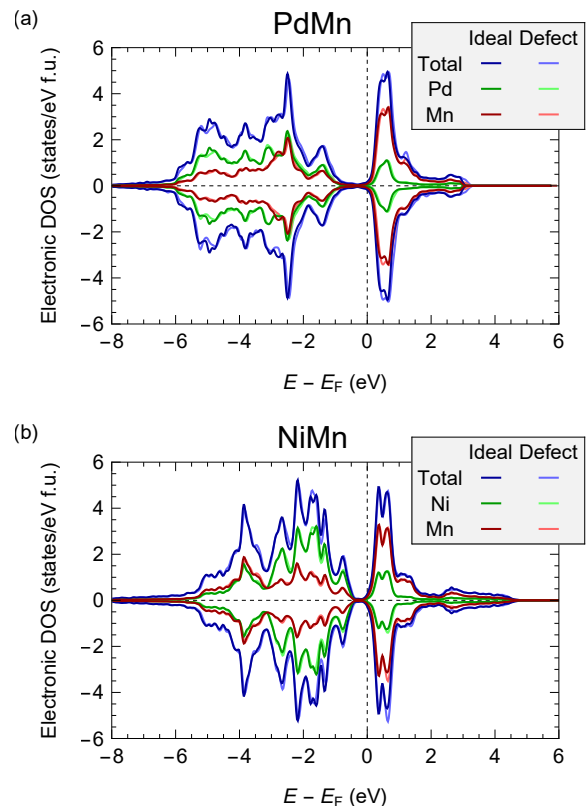 (a)
PdMn
Ideal Defect
Total
Pd
Mn
Electronic DOS (states/eV f.u.)
6
4
2
0
−2
−4
−6
−8 −6 −4 −2 0 2 4 6
E − EF (eV)
(b)
NiMn
Ideal Defect
Total
Ni
Mn
Electronic DOS (states/eV f.u.)
6
4
2
0
−2
−4
−6
−8 −6 −4 −2 0 2 4 6
E − EF (eV)